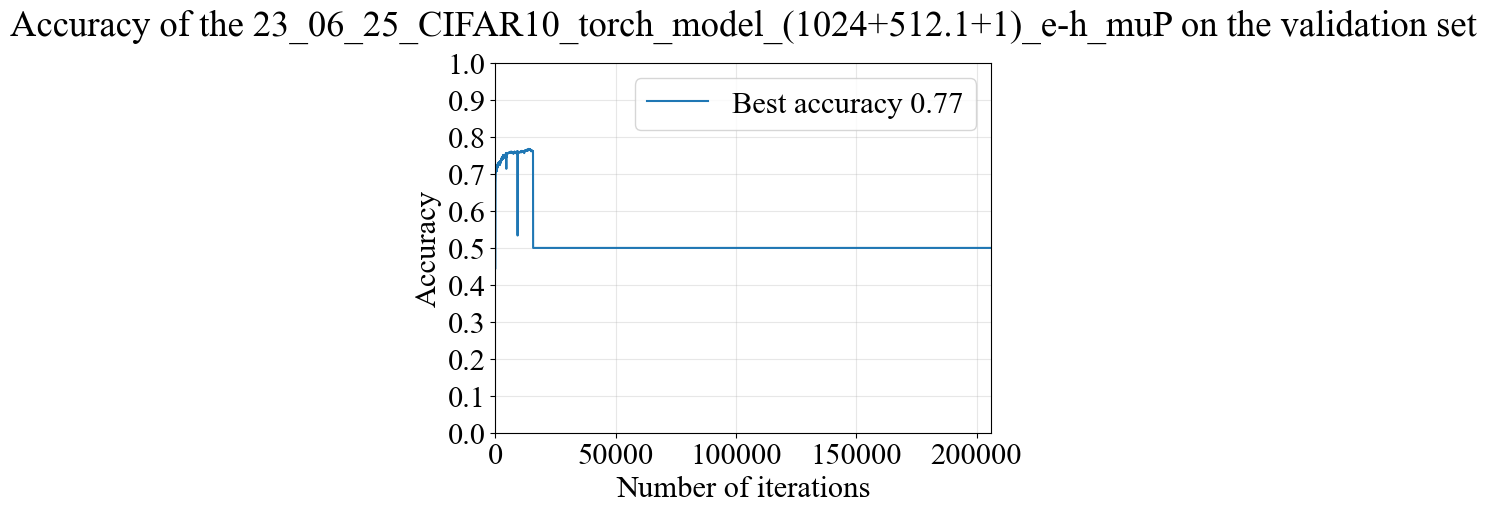 Accuracy of the 23_06_25_CIFAR10_torch_model_(1024+512.1+1)_e-h_muP on the validation set
1.0
0.9
0.8
0.7
0.6
0.5
0.4
0.3
0.2
0.1
0.0
Accuracy
Best accuracy 0.77
0 50000 100000 150000 200000
Number of iterations